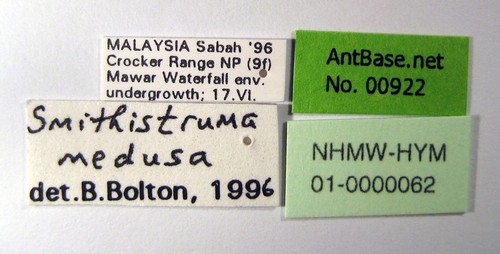 MALAYSIA Sabah '96
Crocker Range NP (9f)
Mawar Waterfall env.
undergrowth; 17.VI.
AntBase.net
No. 00922
Smithistruma
medusa
det.B.Bolton, 1996
NHMW-HYM
01-0000062